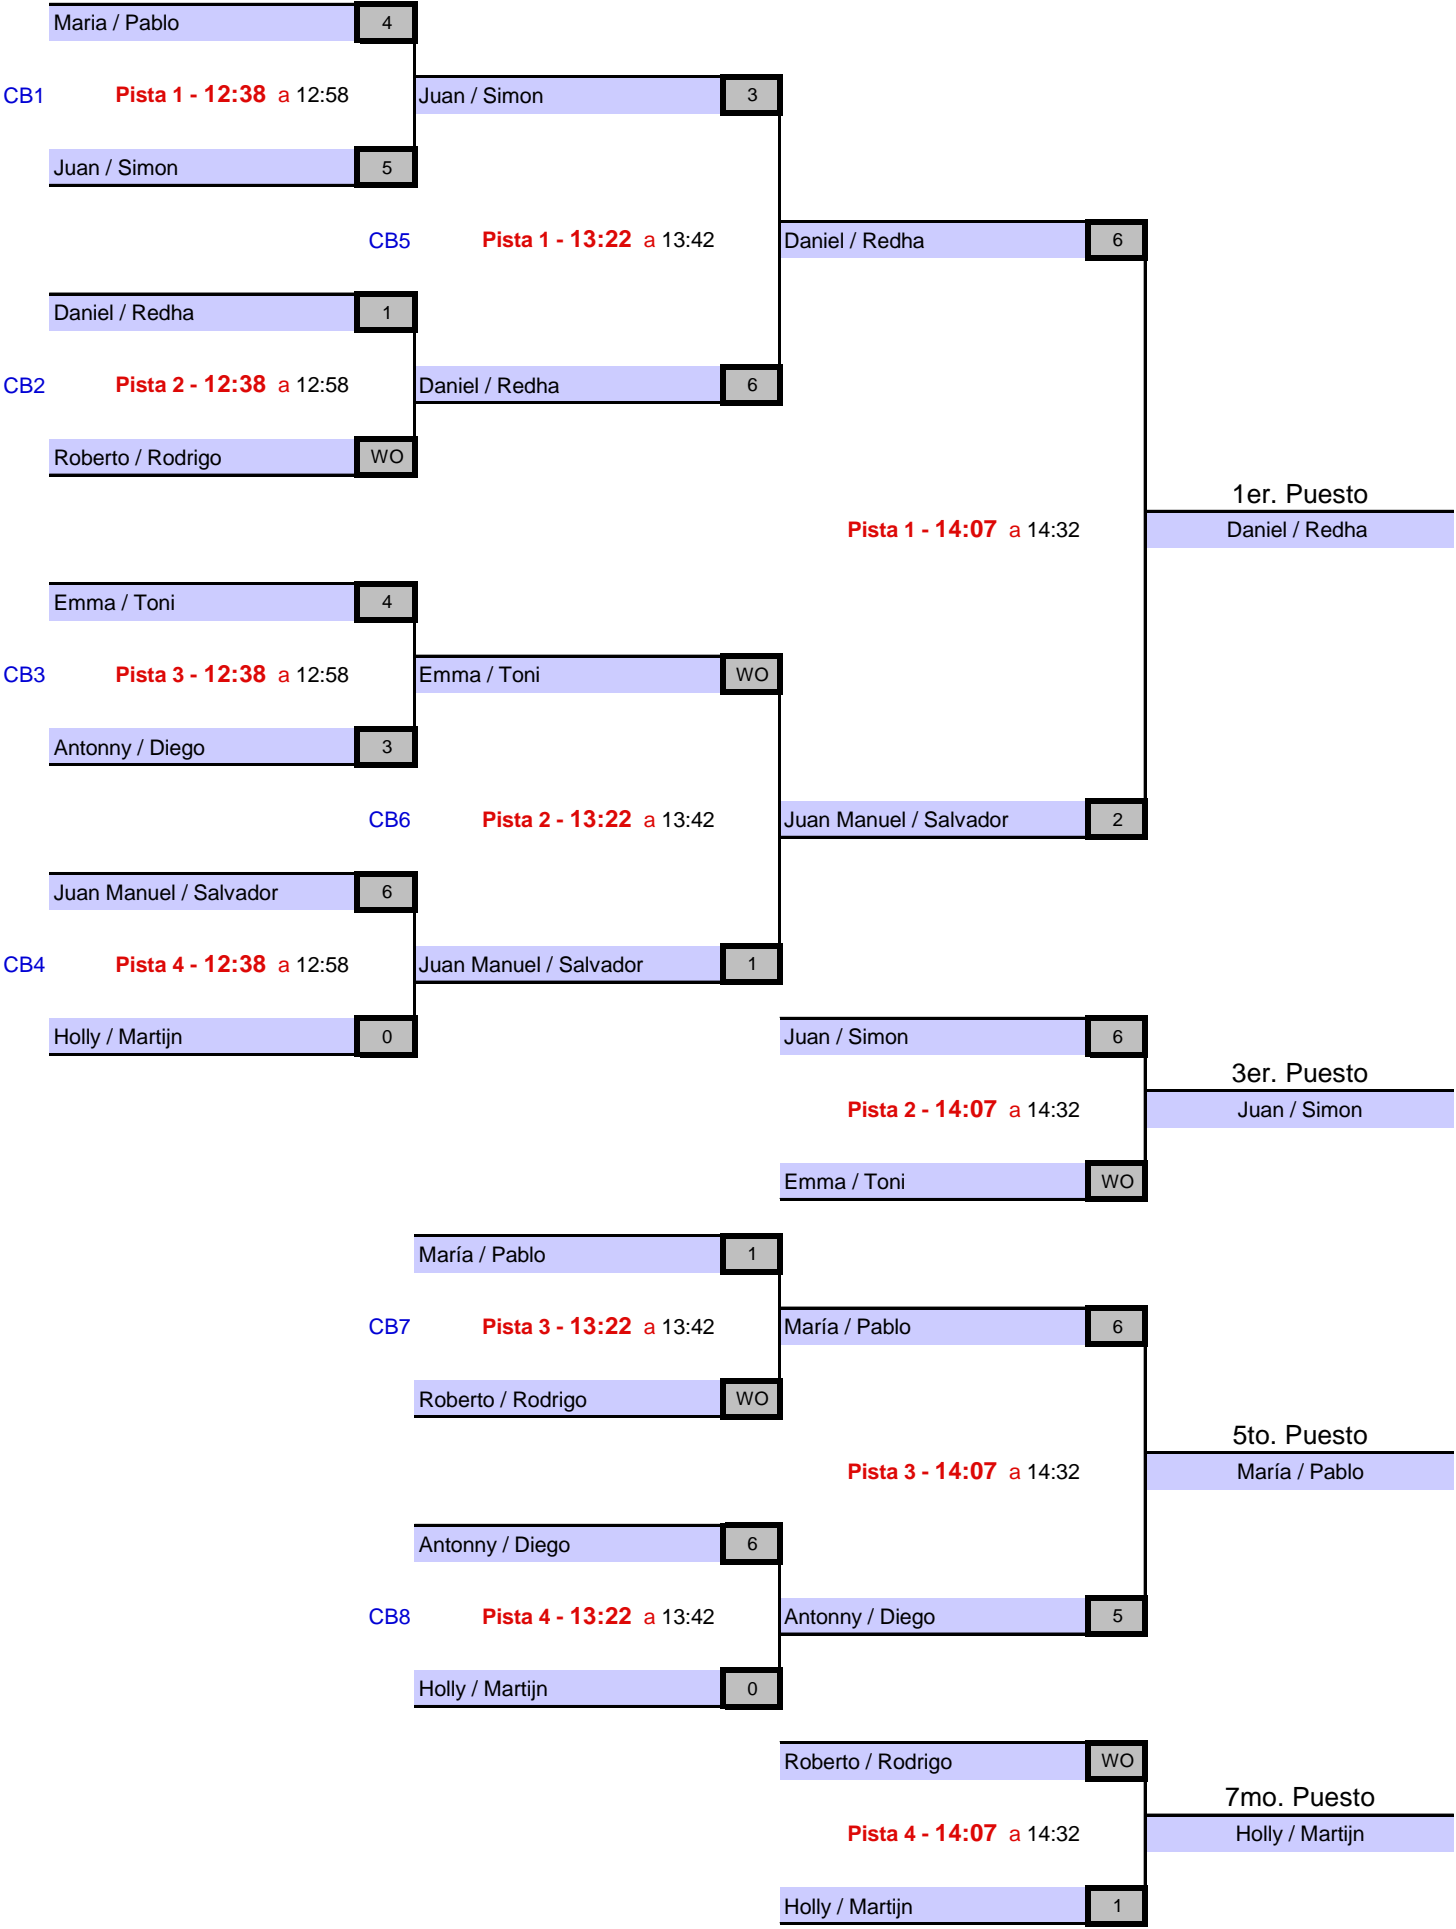 Maria / Pablo 4
CB1 Pista 1 - 12:38 a 12:58 Juan / Simon 3
Juan / Simon 5
CB5 Pista 1 - 13:22 a 13:42 Daniel / Redha 6
Daniel / Redha 1
CB2 Pista 2 - 12:38 a 12:58 Daniel / Redha 6
Roberto / Rodrigo WO
1er. Puesto
Pista 1 - 14:07 a 14:32 Daniel / Redha
Emma / Toni 4
CB3 Pista 3 - 12:38 a 12:58 Emma / Toni WO
Antonny / Diego 3
CB6 Pista 2 - 13:22 a 13:42 Juan Manuel / Salvador 2
Juan Manuel / Salvador 6
CB4 Pista 4 - 12:38 a 12:58 Juan Manuel / Salvador 1
Holly / Martijn 0 Juan / Simon 6
3er. Puesto
Pista 2 - 14:07 a 14:32 Juan / Simon
Emma / Toni WO
María / Pablo 1
CB7 Pista 3 - 13:22 a 13:42 María / Pablo 6
Roberto / Rodrigo WO
5to. Puesto
Pista 3 - 14:07 a 14:32 María / Pablo
Antonny / Diego 6
CB8 Pista 4 - 13:22 a 13:42 Antonny / Diego 5
Holly / Martijn 0
Roberto / Rodrigo WO
7mo. Puesto
Pista 4 - 14:07 a 14:32 Holly / Martijn
Holly / Martijn 1